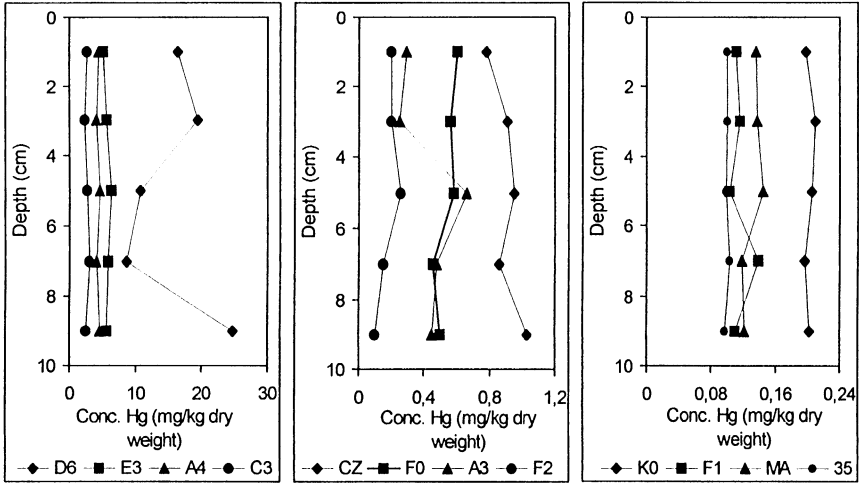 0
2
4
6
8
10
Depth (cm)
0 10 20 30
Conc. Hg (mg/kg dry
weight)
D6 E3 A4 C3
0
2
4
6
8
10
Depth (cm)
0 0,4 0,8 1,2
Conc. Hg (mg/kg dry
weight)
CZ F0 A3 F2
0
2
4
6
8
10
Depth (cm)
0 0,08 0,16 0,24
Conc. Hg (mg/kg dry
weight)
K0 F1 MA 35